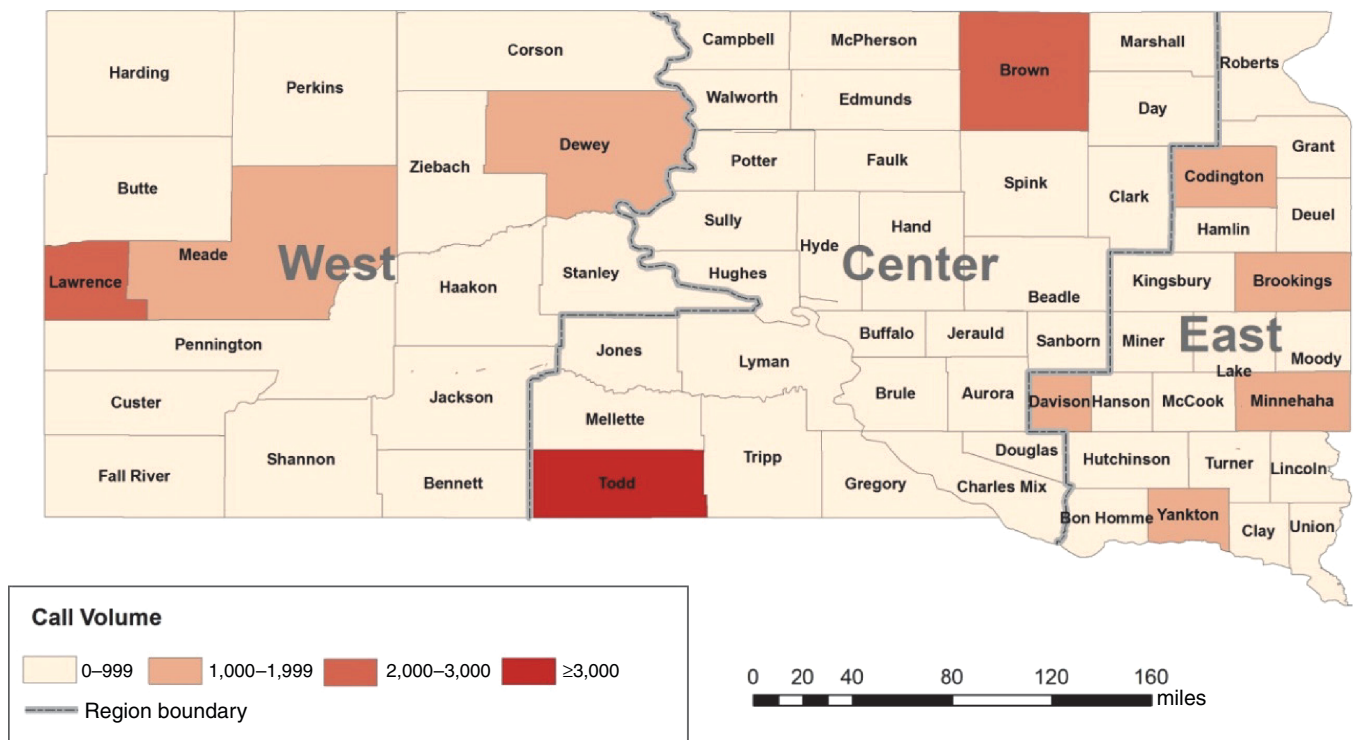 Corson
Campbell
McPherson
Marshall
Harding
Perkins
Brown
Roberts
Walworth
Edmunds
Day
Dewey
Grant
Ziebach
Potter
Faulk
Butte
Codington
Spink
Clark
Deuel
Sully
Hand
Hamlin
Hyde
Meade
West
Center
Lawrence
Stanley
Hughes
Kingsbury
Brookings
Haakon
Beadle
Buffalo
Jerauld
Sanborn
Miner
East
Pennington
Jones
Lyman
Moody
Lake
Custer
Jackson
Brule
Aurora
Davison
Hanson
McCook
Minnehaha
Mellette
Douglas
Shannon
Tripp
Hutchinson
Turner
Lincoln
Fall River
Bennett
Todd
Gregory
Charles Mix
Bon Homme
Yankton
Clay
Union
Call Volume
0–999
1,000–1,999
2,000–3,000
≥3,000
Region boundary
0 20 40 80 120 160
miles